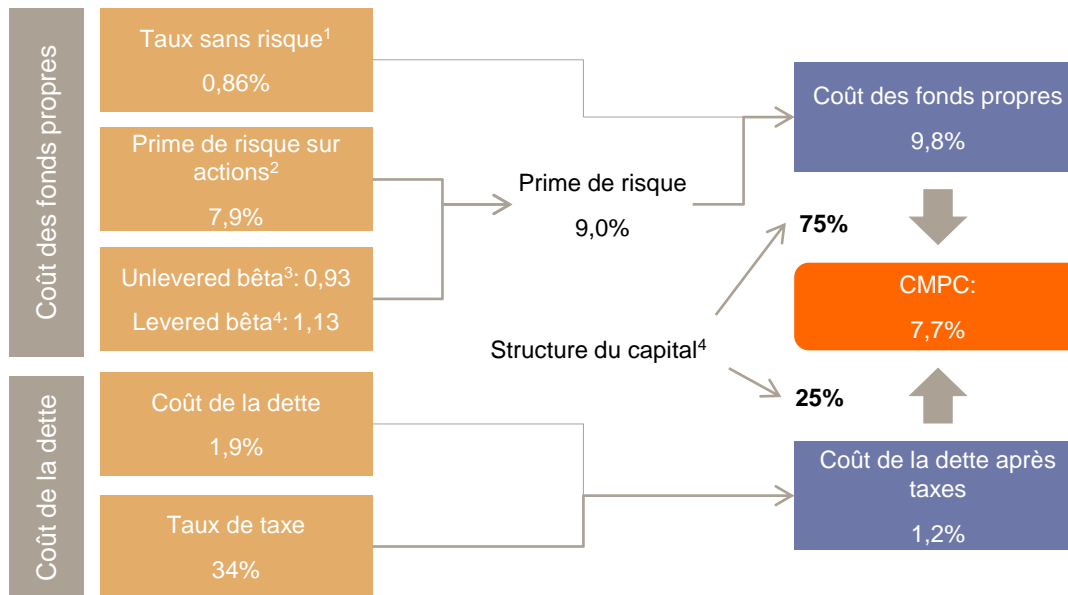 Coût des fonds propres
Taux sans risque¹
0,86%
Prime de risque sur
actions²
7,9%
Unlevered bêta³: 0,93
Levered bêta⁴: 1,13
Prime de risque
9,0%
Coût des fonds propres
9,8%
75%
CMPC:
7,7%
Structure du capital⁴
25%
Coût de la dette
Coût de la dette
1,9%
Taux de taxe
34%
Coût de la dette après
taxes
1,2%